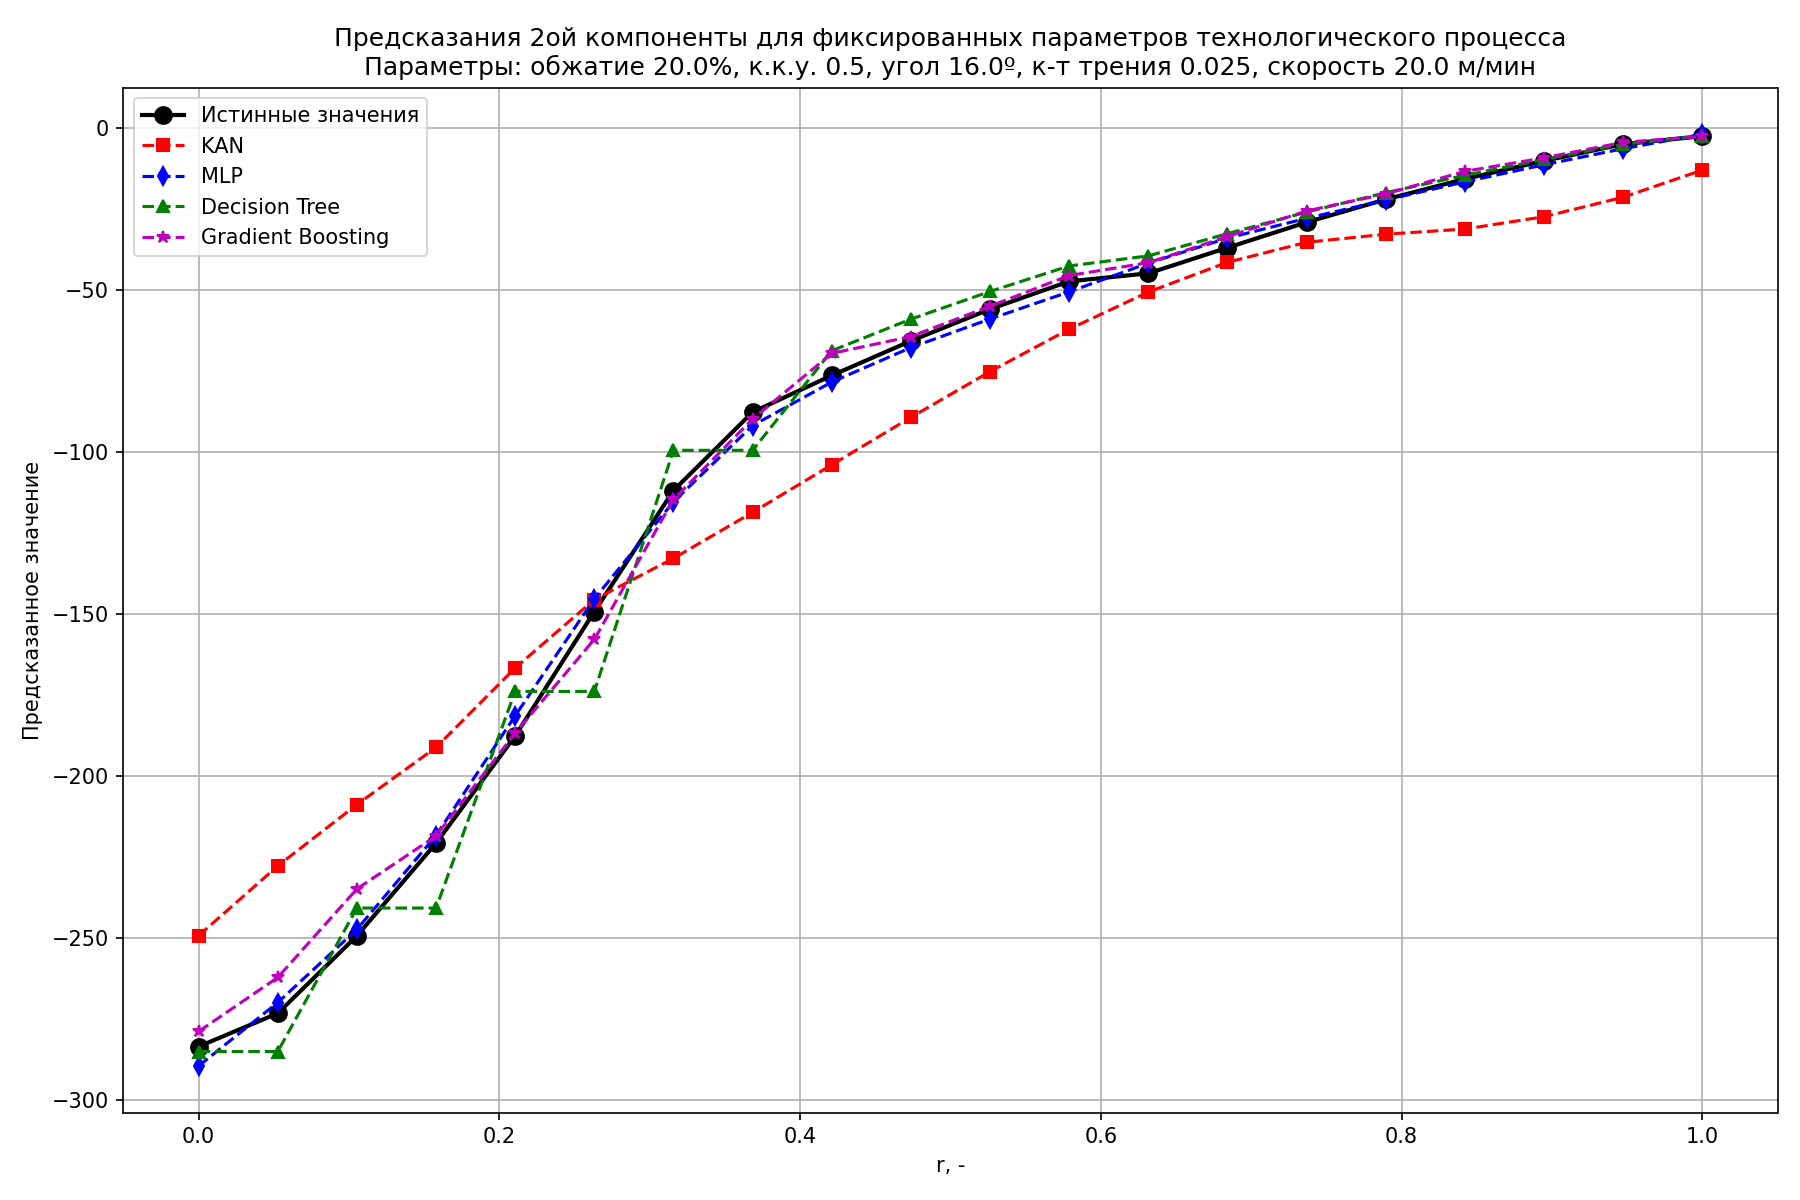 Предсказания 2ой компоненты для фиксированных параметров технологического процесса
Параметры: обжатие 20.0%, к.к.у. 0.5, угол 16.0º, к-т трения 0.025, скорость 20.0 м/мин
Истинные значения
KAN
MLP
Decision Tree
Gradient Boosting
Предсказанное значение
0
−50
−100
−150
−200
−250
−300
0.0 0.2 0.4 0.6 0.8 1.0
r, -